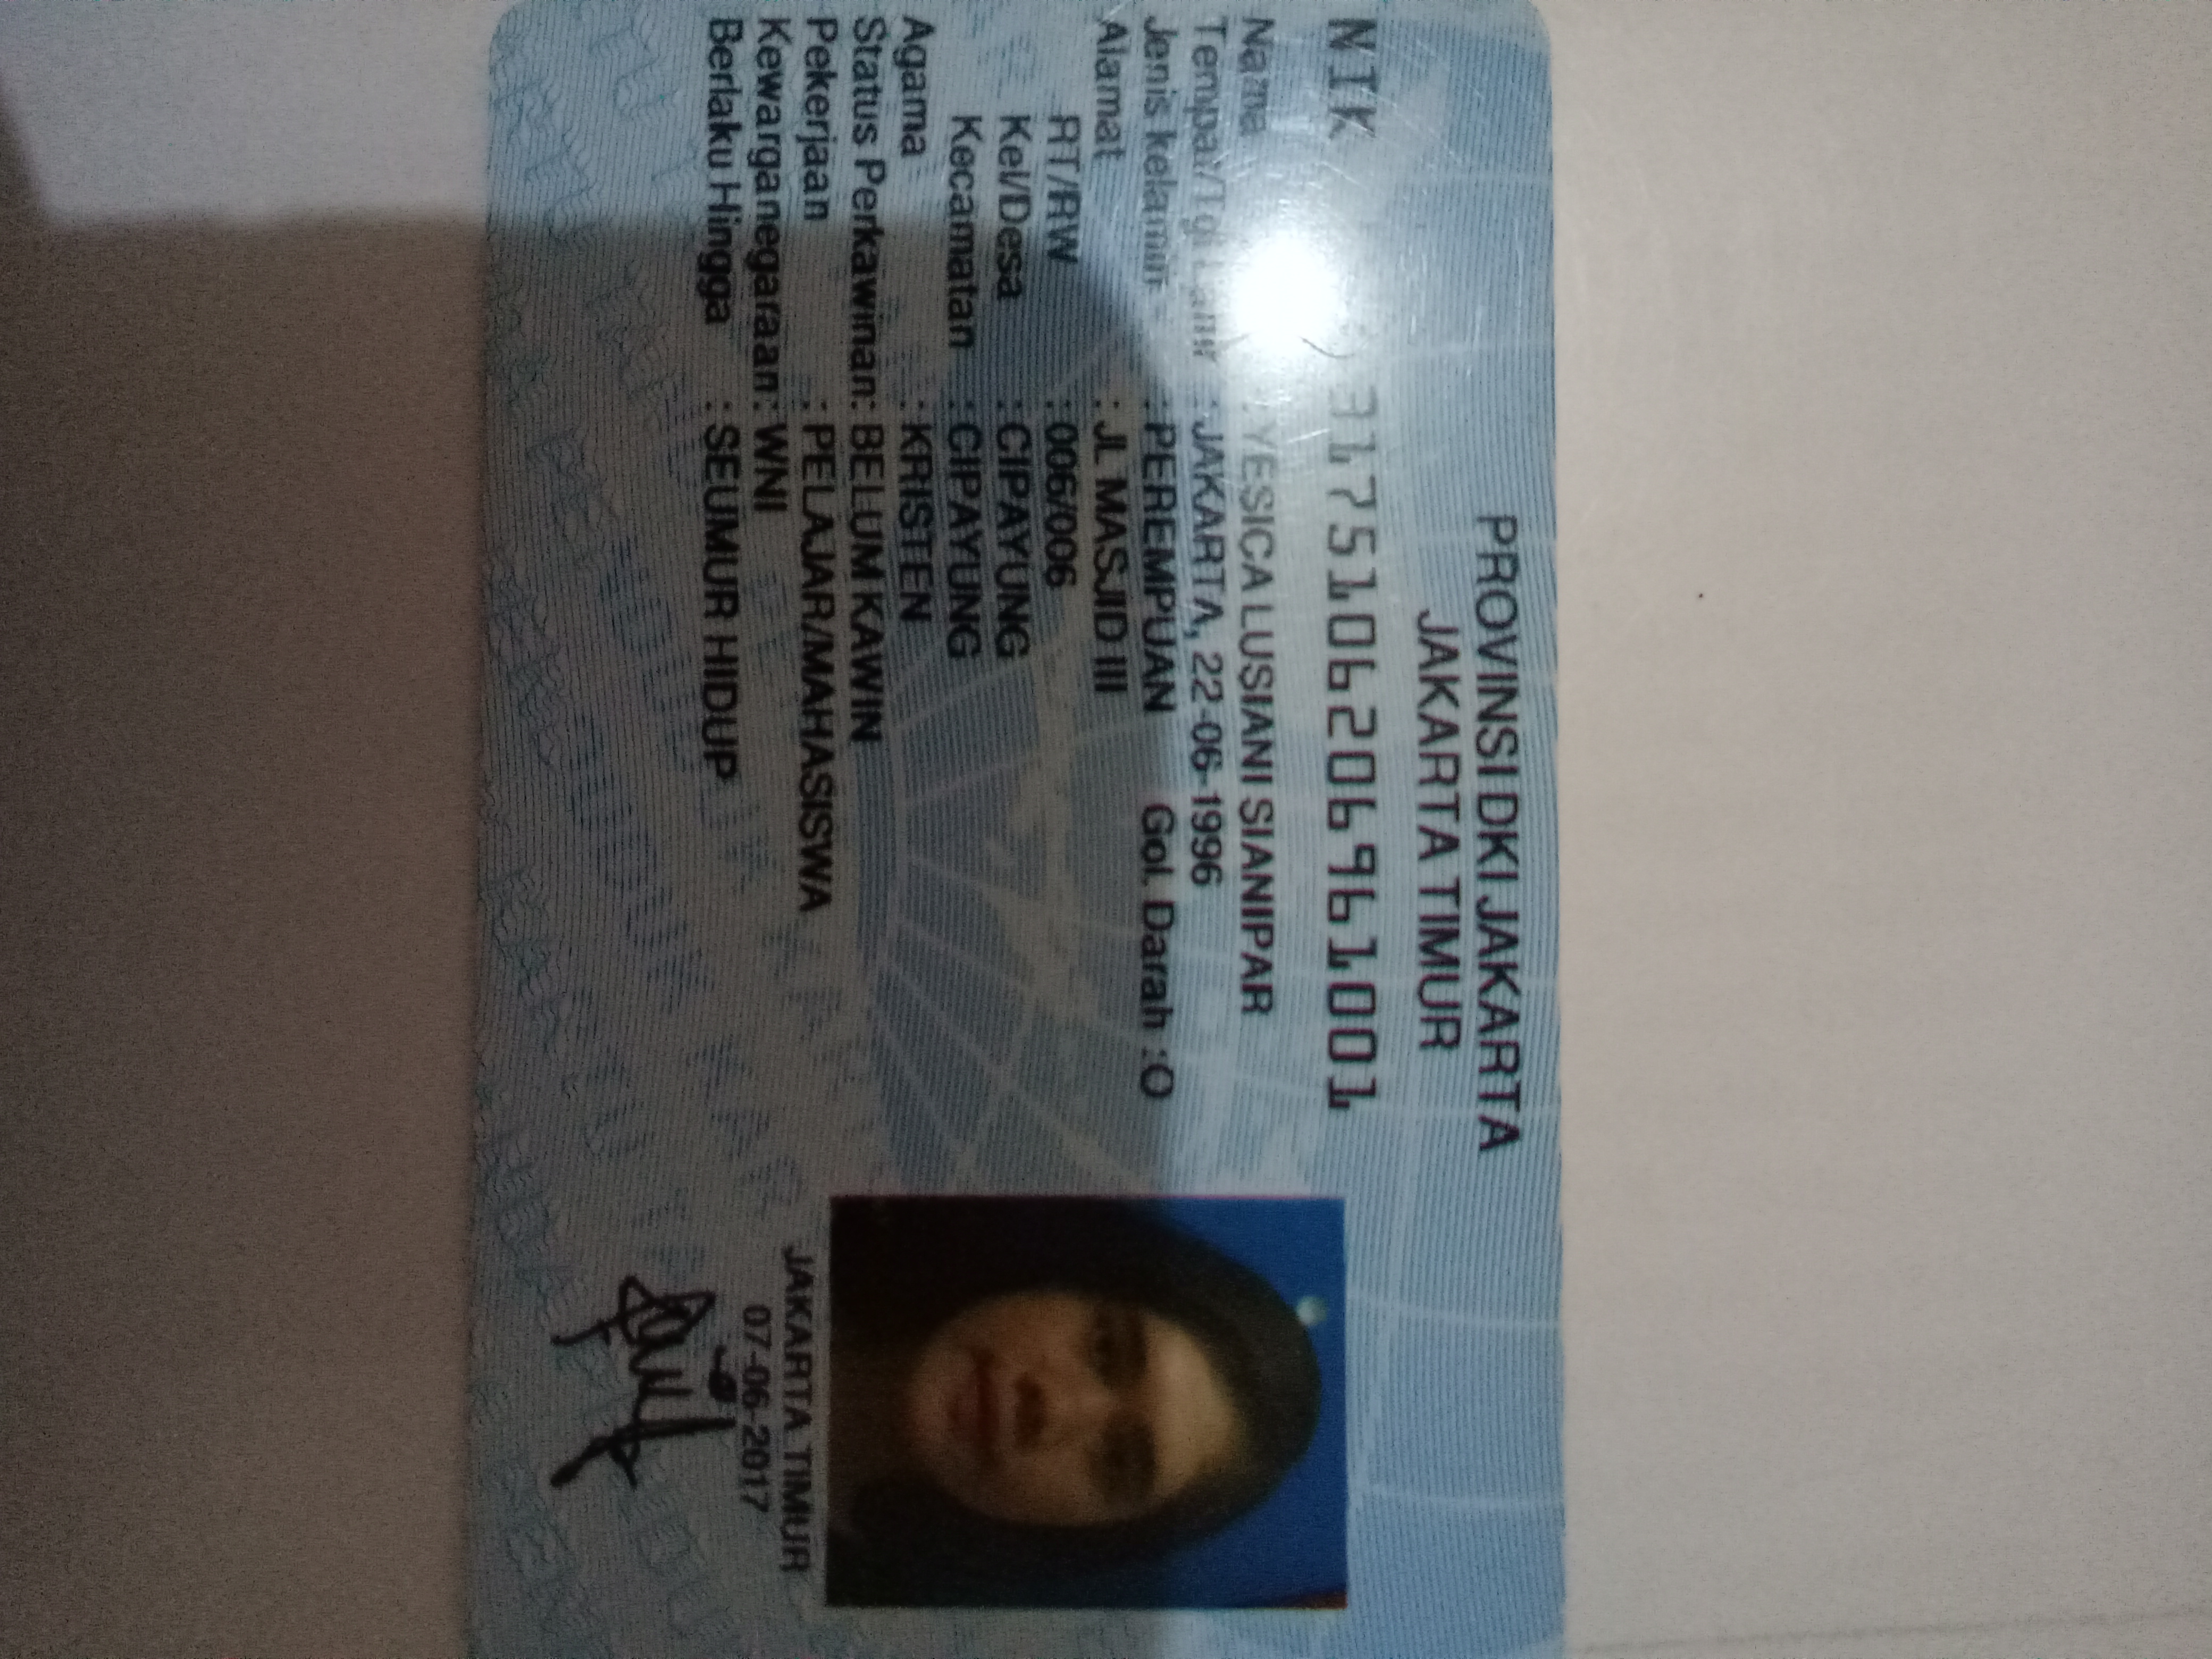 PROVINSI DKI JAKARTA
JAKARTA TIMUR
NIK : 3175106206961001
Nama : YESICA LUSIANI SIANIPAR
Tempat/Tgl Lahir : JAKARTA, 22-06-1996
Jenis kelamin : PEREMPUAN Gol. Darah : O
Alamat : JL MASJID III
RT/RW : 006/006
Kel/Desa : CIPAYUNG
Kecamatan : CIPAYUNG
Agama : KRISTEN
Status Perkawinan: BELUM KAWIN
Pekerjaan : PELAJAR/MAHASISWA
Kewarganegaraan: WNI
Berlaku Hingga : SEUMUR HIDUP
JAKARTA TIMUR
07-06-2017